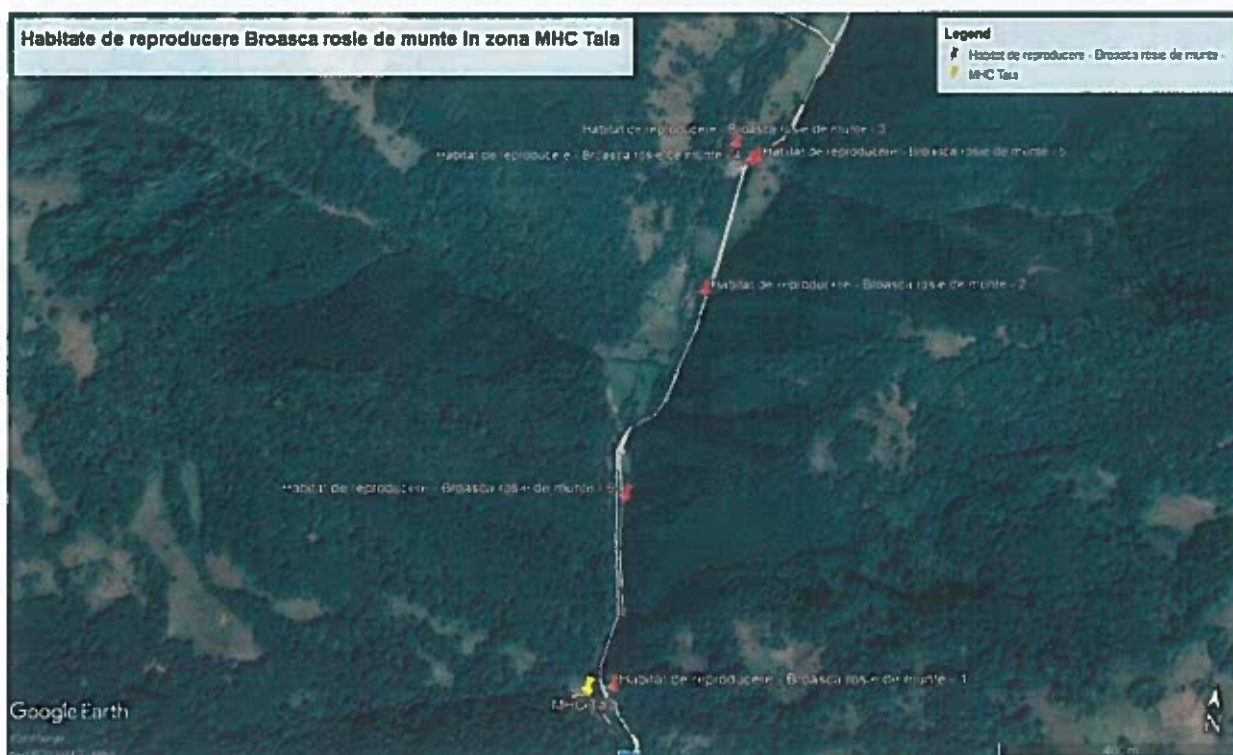 Habitate de reproducere Broasca rosie de munte in zona MHC Taia
Legend
Habitat de reproducere - Broasca rosie de munte -
MHC Taia
Habitat de reproducere - Broasca rosie de munte - 3
Habitat de reproducere - Broasca rosie de munte - 4
Habitat de reproducere - Broasca rosie de munte - 5
Habitat de reproducere - Broasca rosie de munte - 2
Habitat de reproducere - Broasca rosie de munte - 6
Habitat de reproducere - Broasca rosie de munte - 1
MHC Taia
Google Earth
N